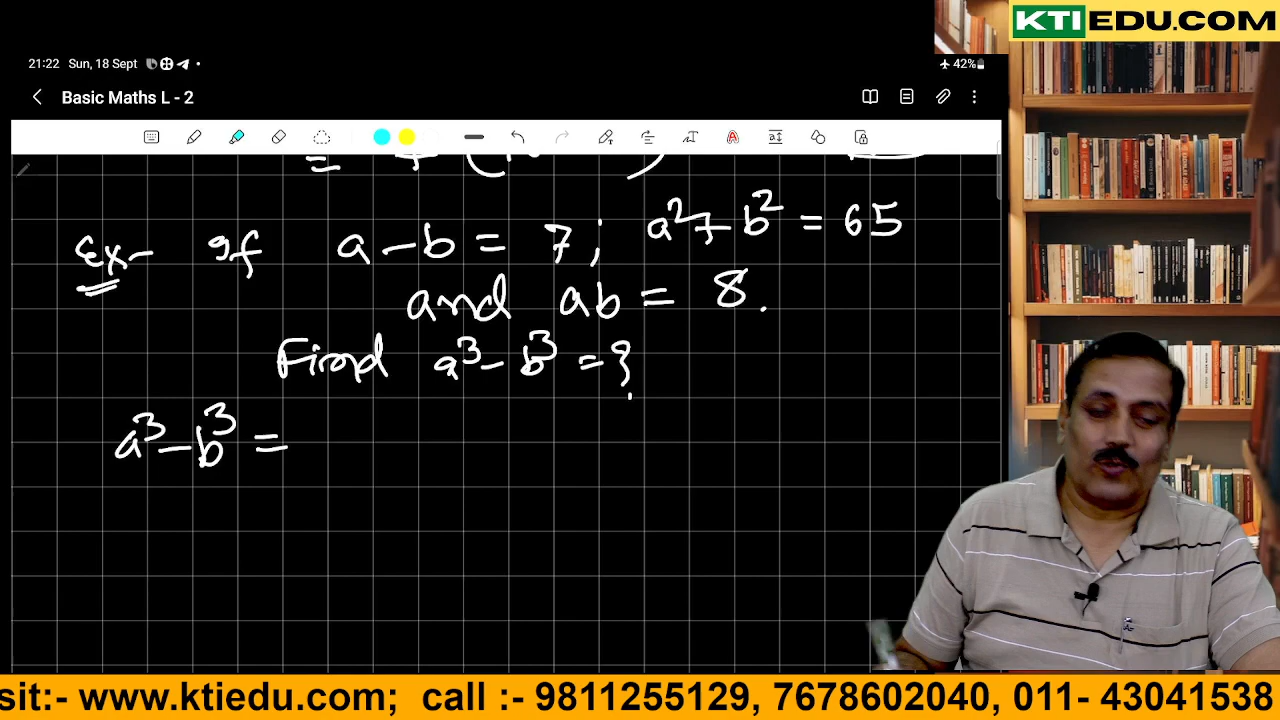 KTIEDU.COM
21:22 Sun, 18 Sept 42%
Basic Maths L - 2
Ex- If a - b = 7; a² + b² = 65
and ab = 8.
Find a³ - b³ = ?
a³ - b³ =
sit:- www.ktiedu.com; call :- 9811255129, 7678602040, 011- 43041538